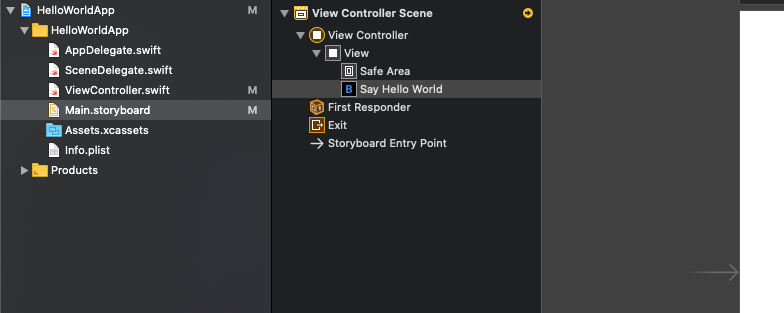 HelloWorldApp
HelloWorldApp
AppDelegate.swift
SceneDelegate.swift
ViewController.swift M
Main.storyboard M
Assets.xcassets
Info.plist
Products
View Controller Scene
View Controller
View
Safe Area
B Say Hello World
First Responder
Exit
Storyboard Entry Point